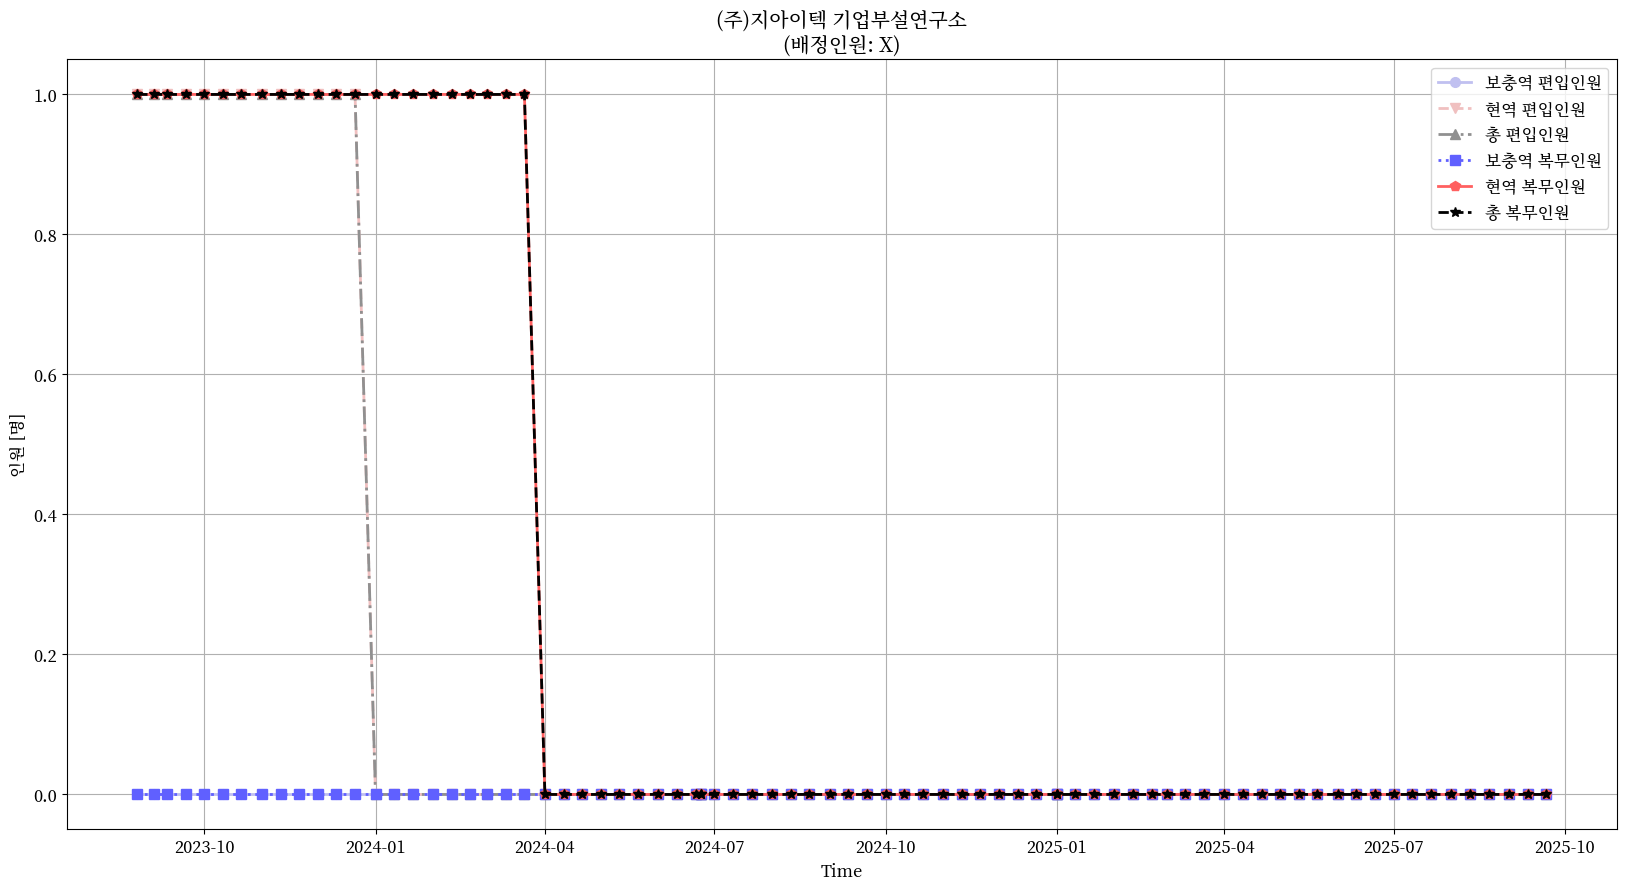 (주)지아이텍 기업부설연구소
(배정인원: X)
보충역 편입인원
현역 편입인원
총 편입인원
보충역 복무인원
현역 복무인원
총 복무인원
인원 [명]
1.0
0.8
0.6
0.4
0.2
0.0
2023-10
2024-01
2024-04
2024-07
2024-10
2025-01
2025-04
2025-07
2025-10
Time